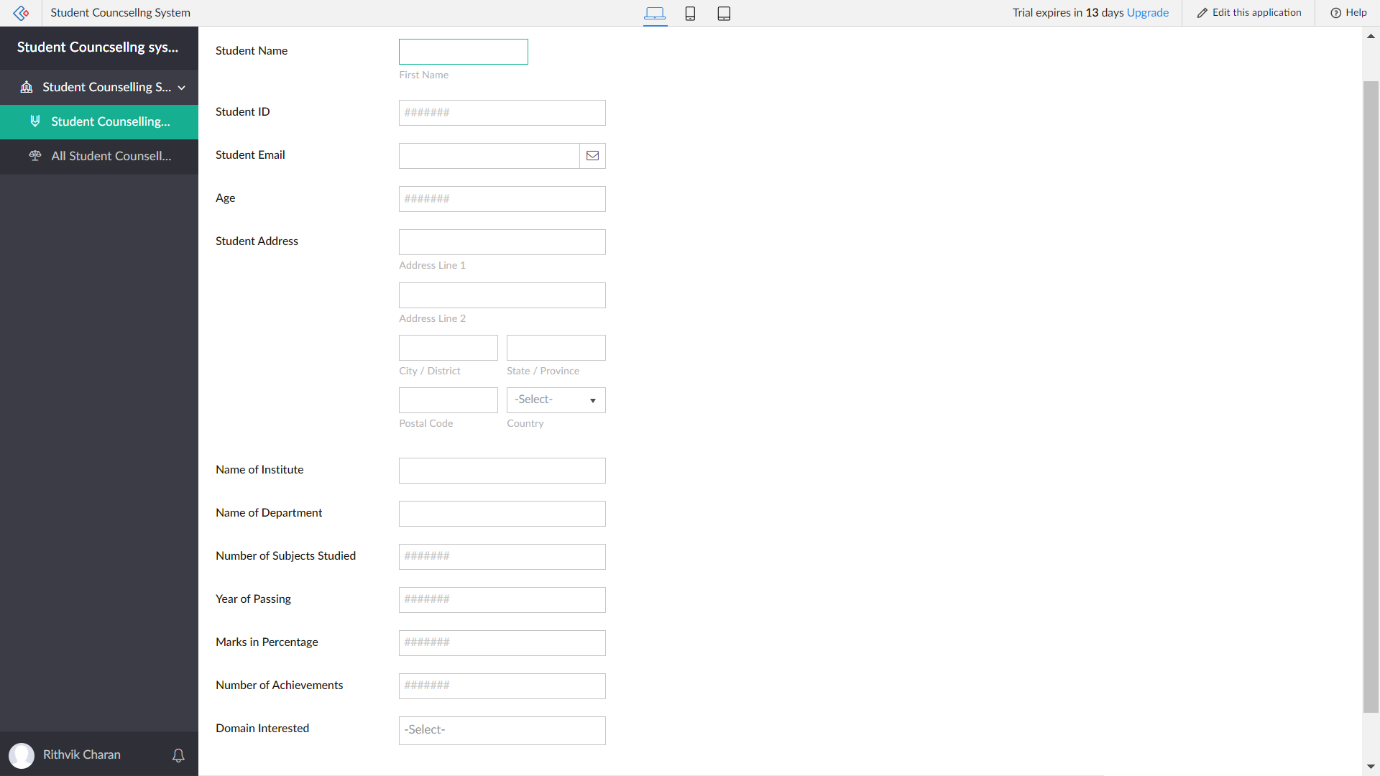 Student Councsellng System
Trial expires in 13 days Upgrade
Edit this application
Help
Student Councsellng sys...
Student Counselling S...
Student Counselling...
All Student Counsell...
Student Name
First Name
Student ID
#######
Student Email
Age
#######
Student Address
Address Line 1
Address Line 2
City / District
State / Province
-Select-
Postal Code
Country
Name of Institute
Name of Department
Number of Subjects Studied
#######
Year of Passing
#######
Marks in Percentage
#######
Number of Achievements
#######
Domain Interested
-Select-
Rithvik Charan